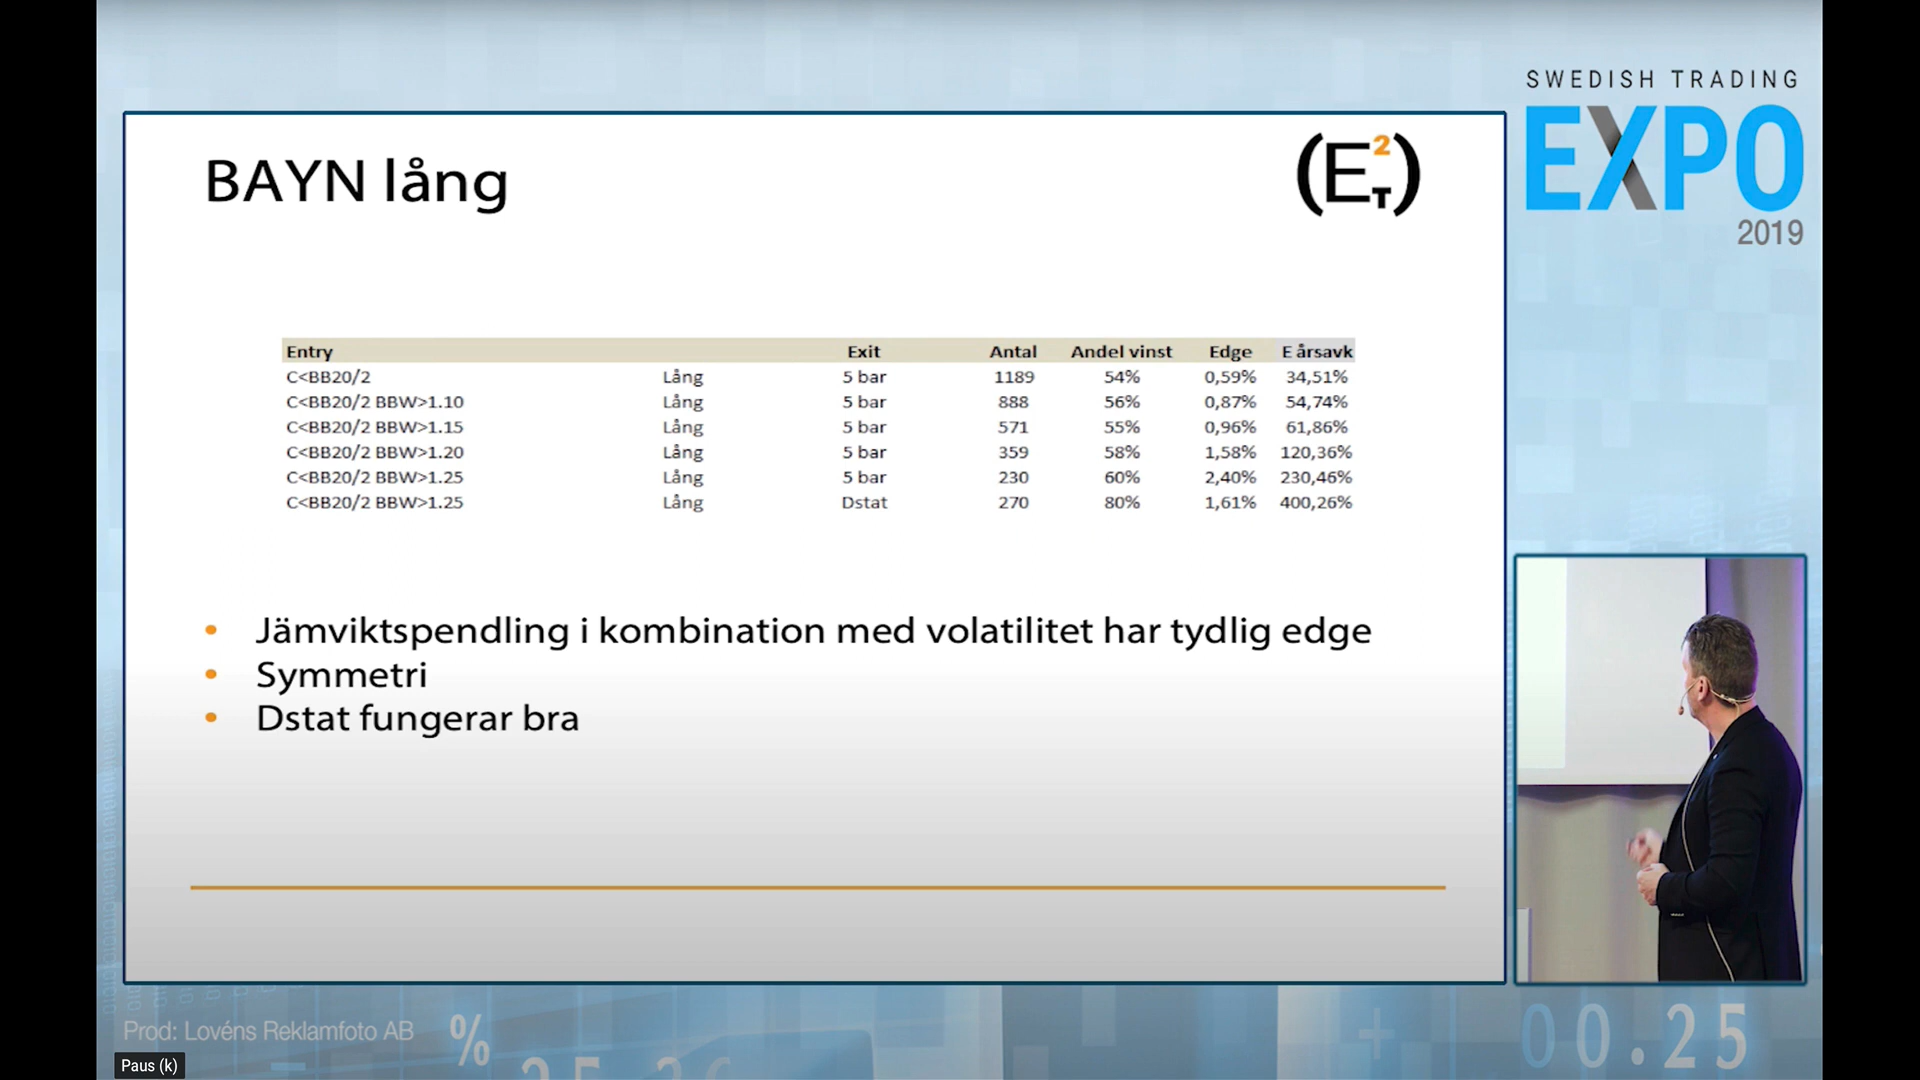 SWEDISH TRADING
EXPO
2019
BAYN lång
(E²T)
Entry Exit Antal Andel vinst Edge E årsavk
C<BB20/2 Lång 5 bar 1189 54% 0,59% 34,51%
C<BB20/2 BBW>1.10 Lång 5 bar 888 56% 0,87% 54,74%
C<BB20/2 BBW>1.15 Lång 5 bar 571 55% 0,96% 61,86%
C<BB20/2 BBW>1.20 Lång 5 bar 359 58% 1,58% 120,36%
C<BB20/2 BBW>1.25 Lång 5 bar 230 60% 2,40% 230,46%
C<BB20/2 BBW>1.25 Lång Dstat 270 80% 1,61% 400,26%
• Jämviktspendling i kombination med volatilitet har tydlig edge
• Symmetri
• Dstat fungerar bra
Prod: Lovéns Reklamfoto AB
%
+ 00.25
Paus (k)